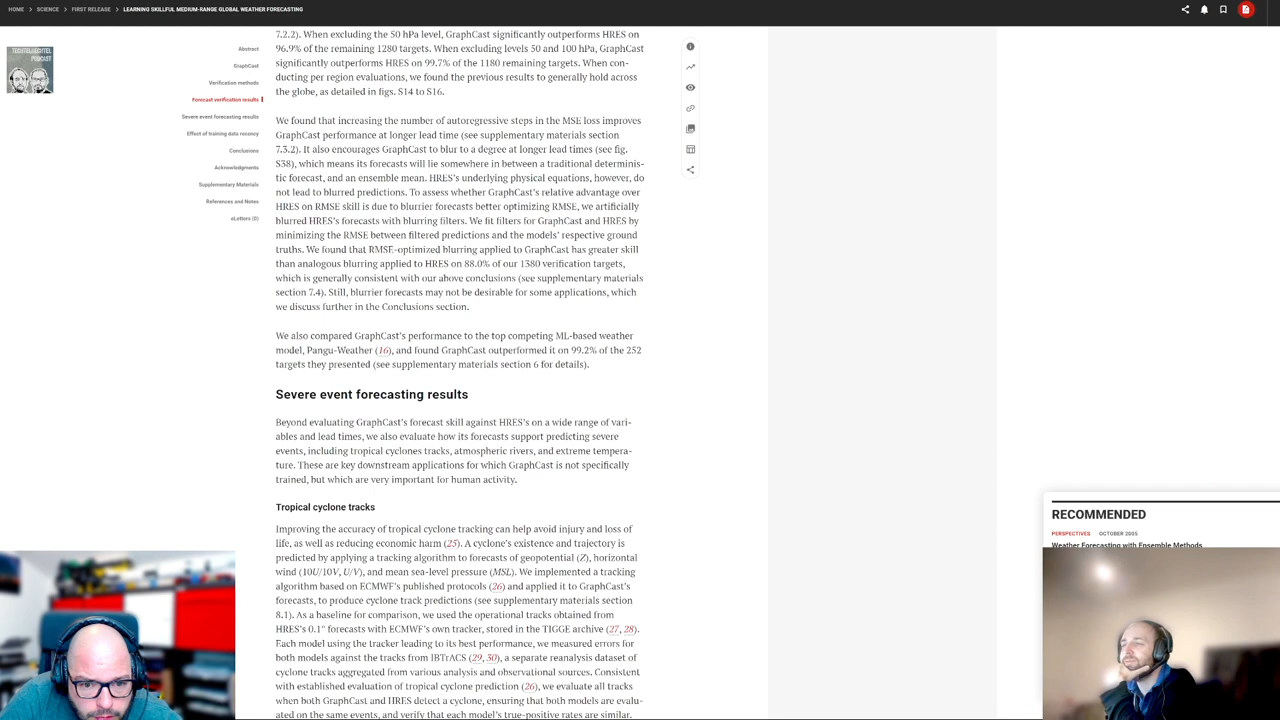 HOME
SCIENCE
FIRST RELEASE
LEARNING SKILLFUL MEDIUM-RANGE GLOBAL WEATHER FORECASTING
TECHTELMECHTEL
PODCAST
Abstract
GraphCast
Verification methods
Forecast verification results
Severe event forecasting results
Effect of training data recency
Conclusions
Acknowledgments
Supplementary Materials
References and Notes
eLetters (0)
7.2.2). When excluding the 50 hPa level, GraphCast significantly outperforms HRES on
96.9% of the remaining 1280 targets. When excluding levels 50 and 100 hPa, GraphCast
significantly outperforms HRES on 99.7% of the 1180 remaining targets. When con-
ducting per region evaluations, we found the previous results to generally hold across
the globe, as detailed in figs. S14 to S16.
We found that increasing the number of autoregressive steps in the MSE loss improves
GraphCast performance at longer lead time (see supplementary materials section
7.3.2). It also encourages GraphCast to blur to a degree at longer lead times (see fig.
S38), which means its forecasts will lie somewhere in between a traditional determinis-
tic forecast, and an ensemble mean. HRES's underlying physical equations, however, do
not lead to blurred predictions. To assess whether GraphCast's relative advantage over
HRES on RMSE skill is due to blurrier forecasts better optimizing RMSE, we artificially
blurred HRES's forecasts with blurring filters. We fit filters for GraphCast and HRES by
minimizing the RMSE between filtered predictions and the models' respective ground
truths. We found that RMSE-optimized blurring applied to GraphCast has greater skill
than analogous blurring applied to HRES on 88.0% of our 1380 verification targets,
which is generally consistent with our above conclusions (see supplementary materials
section 7.4). Still, blurrier forecasts may not be desirable for some applications, which
we discuss further in the Conclusions section.
We also compared GraphCast's performance to the top competing ML-based weather
model, Pangu-Weather (16), and found GraphCast outperformed it on 99.2% of the 252
targets they presented (see supplementary materials section 6 for details).
Severe event forecasting results
Beyond evaluating GraphCast's forecast skill against HRES's on a wide range of vari-
ables and lead times, we also evaluate how its forecasts support predicting severe
events, including tropical cyclones tracks, atmospheric rivers, and extreme tempera-
ture. These are key downstream applications for which GraphCast is not specifically
trained, but which are very important for human activity.
Tropical cyclone tracks
Improving the accuracy of tropical cyclone tracking can help avoid injury and loss of
life, as well as reducing economic harm (25). A cyclone's existence and trajectory is
predicted by applying a tracking algorithm to forecasts of geopotential (Z), horizontal
wind (10U/10V, U/V), and mean sea-level pressure (MSL). We implemented a tracking
algorithm based on ECMWF's published protocols (26) and applied it to GraphCast's
forecasts, to produce cyclone track predictions (see supplementary materials section
8.1). As a baseline for comparison, we used the operational tracks obtained from
HRES's 0.1° forecasts with ECMWF's own tracker, stored in the TIGGE archive (27, 28).
Each model using the tracker leading to its best performance, we measured errors for
both models against the tracks from IBTrACS (29, 30), a separate reanalysis dataset of
cyclone tracks aggregated from various analysis and observational sources. Consistent
with established evaluation of tropical cyclone prediction (26), we evaluate all tracks
when both GraphCast and HRES detect a cyclone, ensuring that both models are evalu-
ated on the same events, and verify that each model's true-positive rates are similar.
RECOMMENDED
PERSPECTIVES OCTOBER 2005
Weather Forecasting with Ensemble Methods